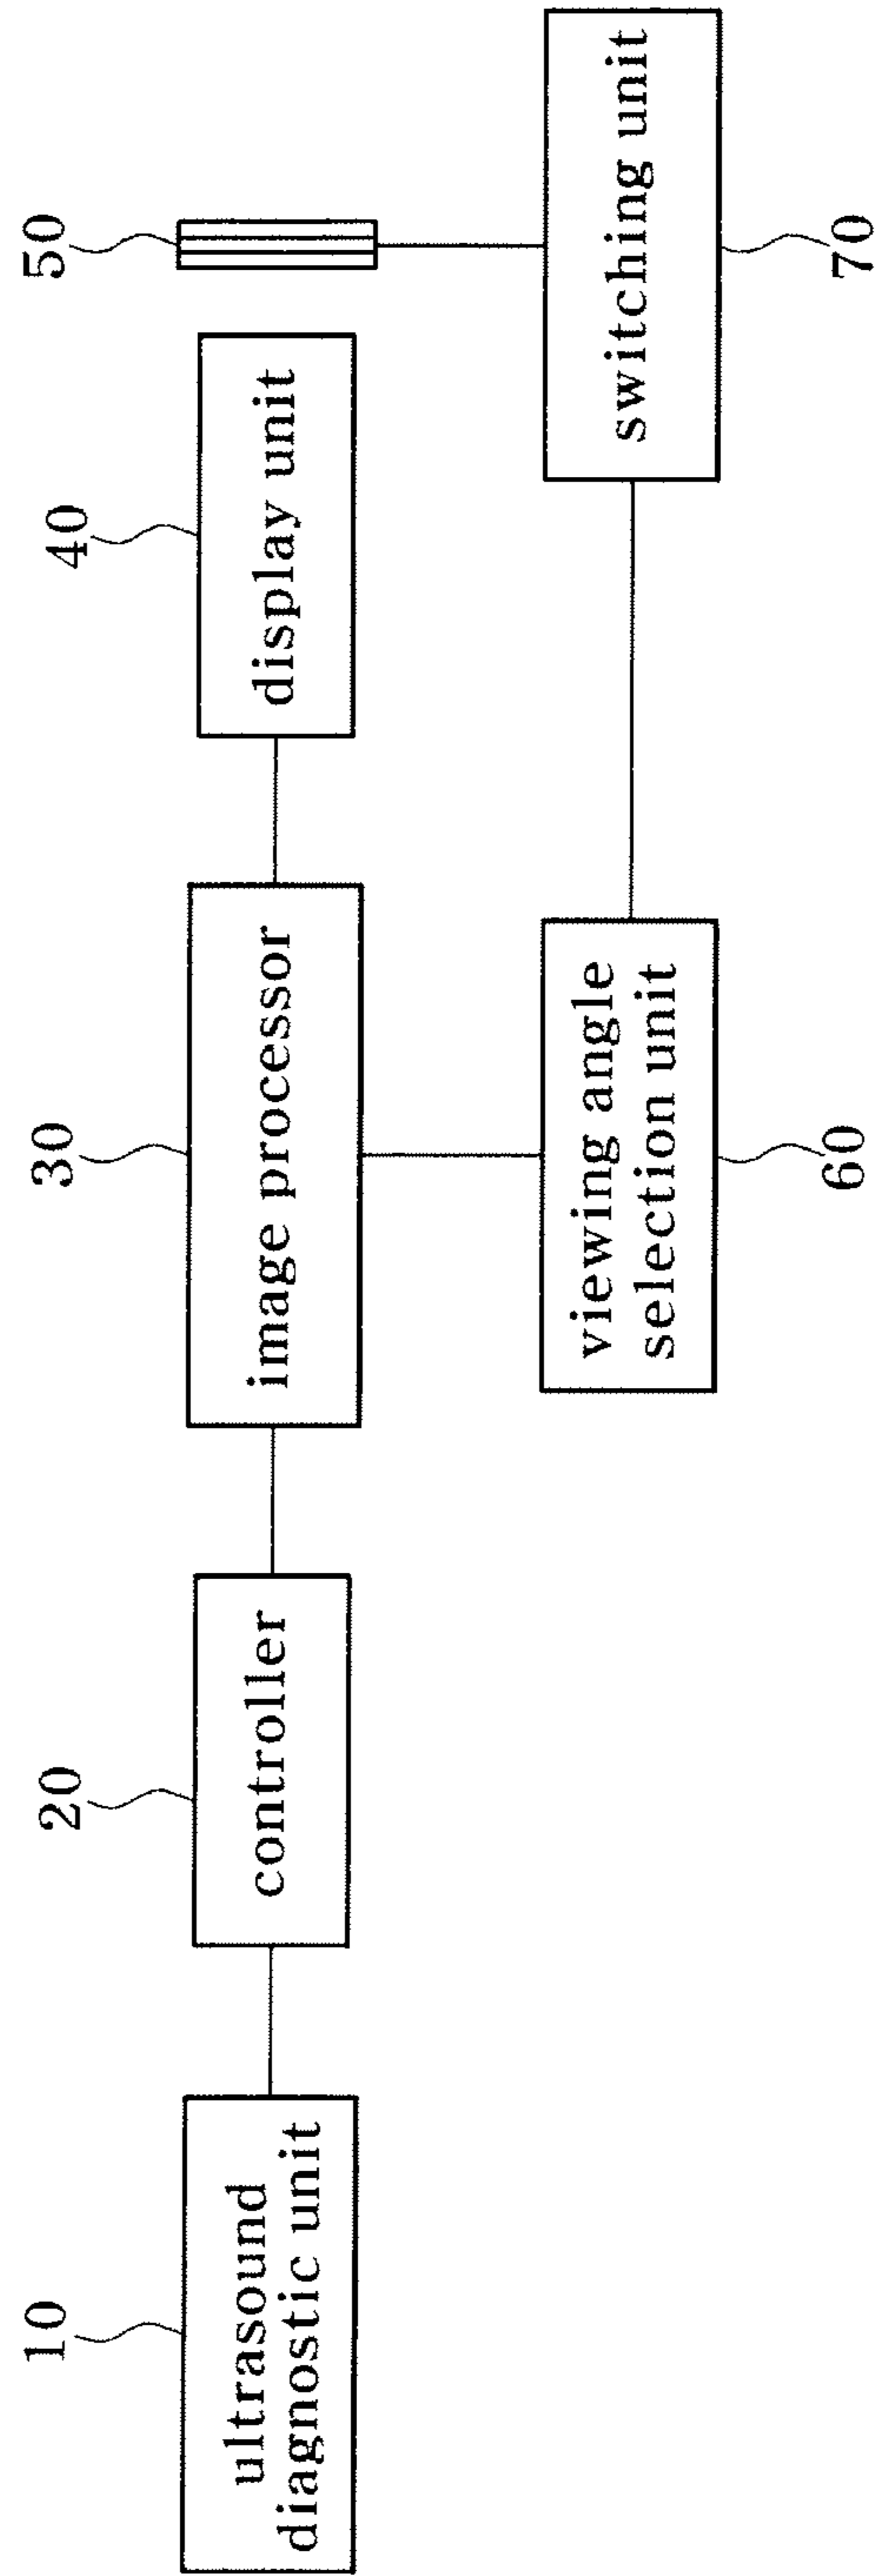 10
ultrasound
diagnostic unit
20
controller
30
image processor
40
display unit
50
viewing angle
selection unit
60
switching unit
70